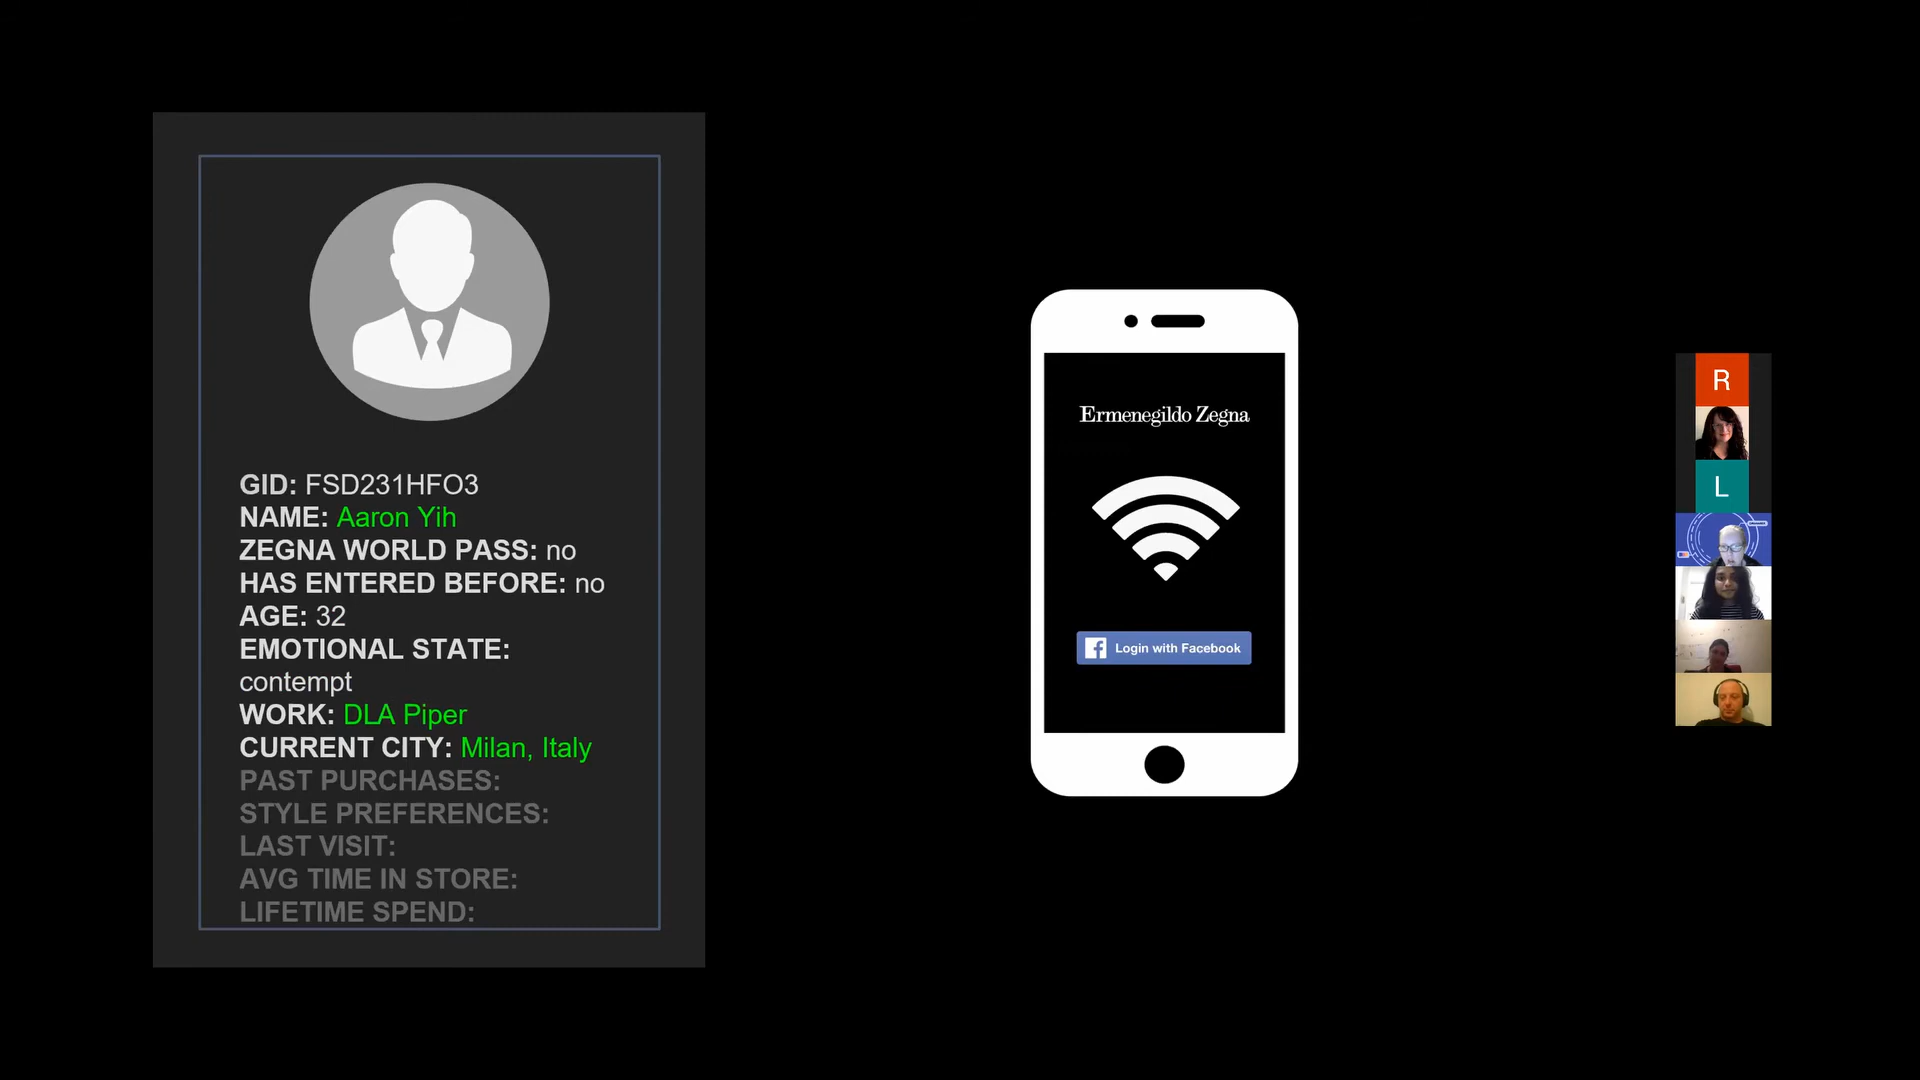 GID: FSD231HFO3
NAME: Aaron Yih
ZEGNA WORLD PASS: no
HAS ENTERED BEFORE: no
AGE: 32
EMOTIONAL STATE:
contempt
WORK: DLA Piper
CURRENT CITY: Milan, Italy
PAST PURCHASES:
STYLE PREFERENCES:
LAST VISIT:
AVG TIME IN STORE:
LIFETIME SPEND:
Ermenegildo Zegna
f Login with Facebook
R
L